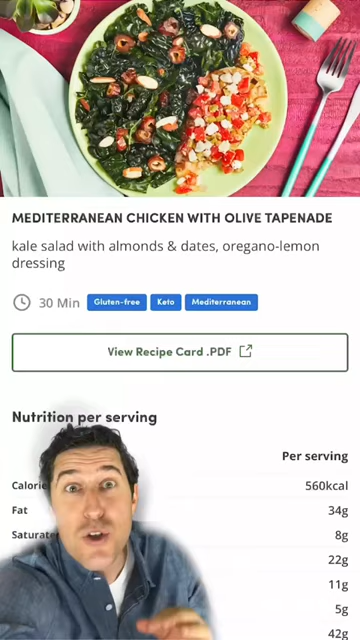 MEDITERRANEAN CHICKEN WITH OLIVE TAPENADE
kale salad with almonds & dates, oregano-lemon
dressing
30 Min Gluten-free Keto Mediterranean
View Recipe Card .PDF
Nutrition per serving
Per serving
560kcal
Fat 34g
8g
22g
11g
5g
42g